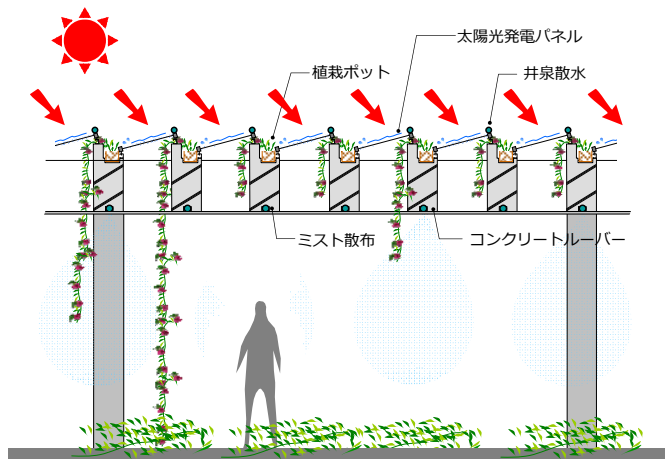 太陽光発電パネル
植栽ポット
井泉散水
ミスト散布
コンクリートルーバー